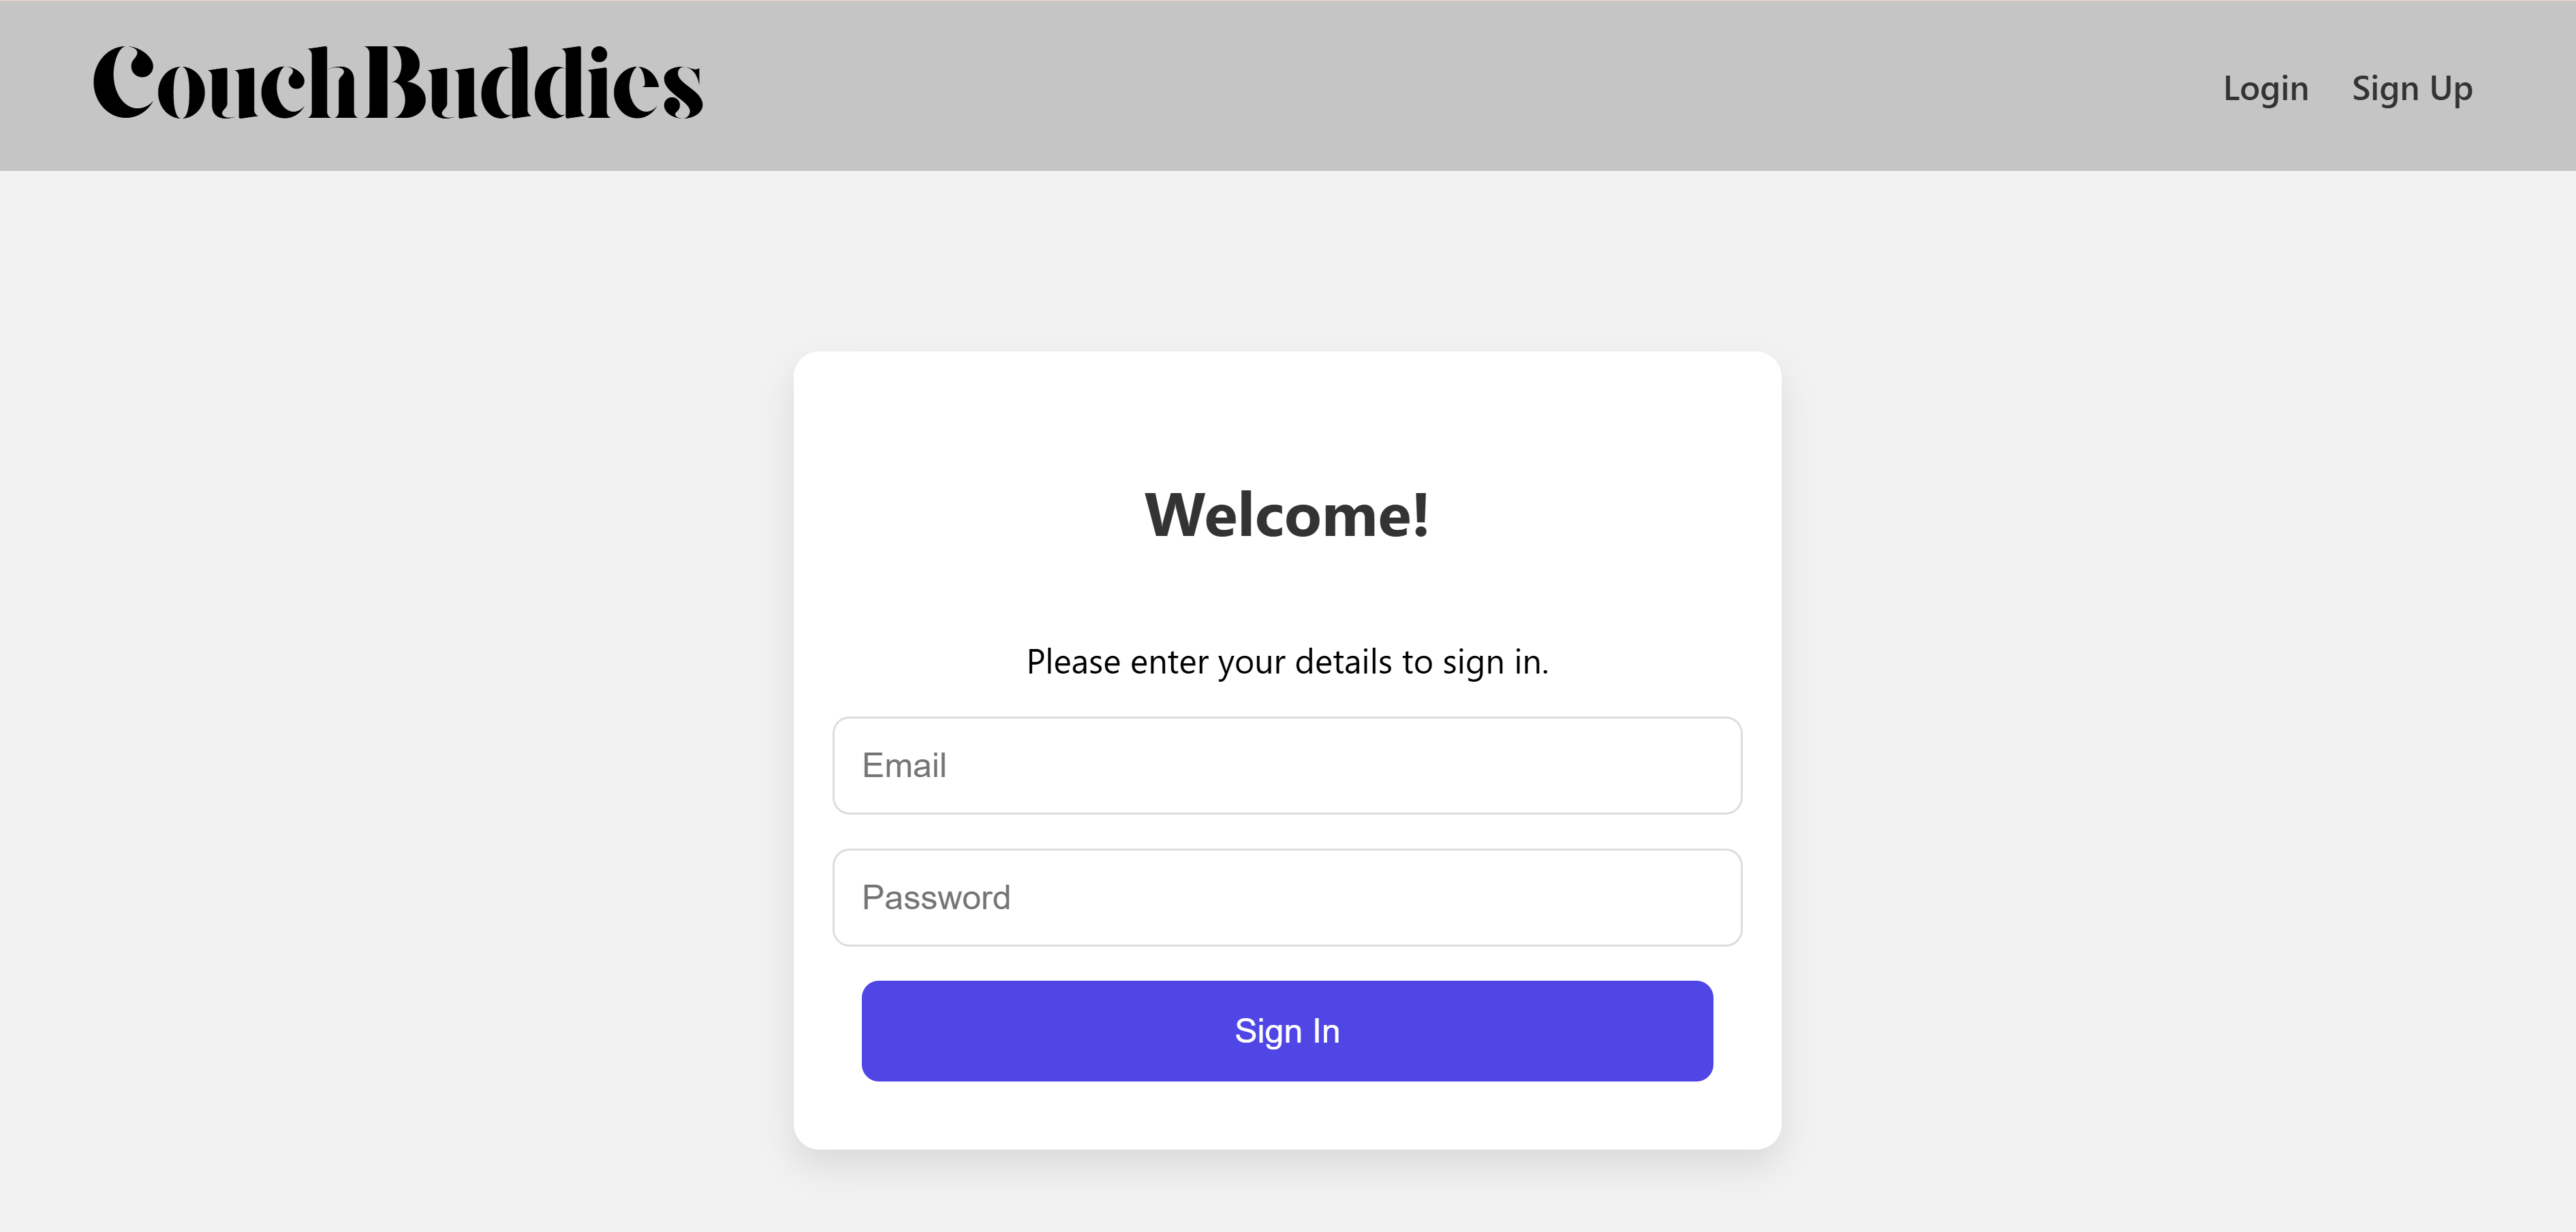 CouchBuddies
Login Sign Up
Welcome!
Please enter your details to sign in.
Email
Password
Sign In